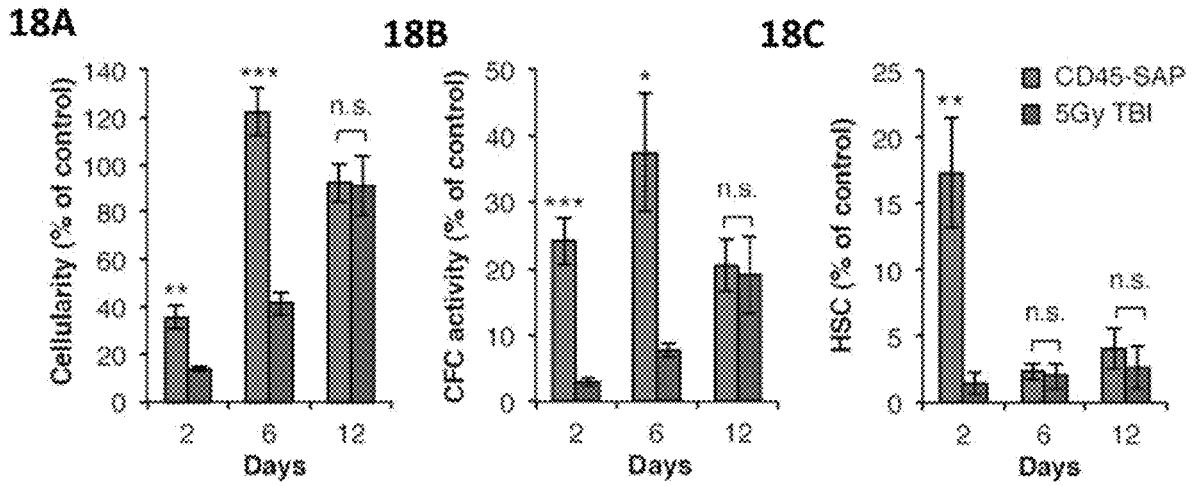 18A
18B
18C
Cellularity (% of control)
140
120
100
80
60
40
20
0
**
***
n.s.
2 6 12
Days
CFC activity (% of control)
50
40
30
20
10
0
***
*
n.s.
2 6 12
Days
HSC (% of control)
25
20
15
10
5
0
**
n.s.
n.s.
2 6 12
Days
CD45-SAP
5Gy TBI